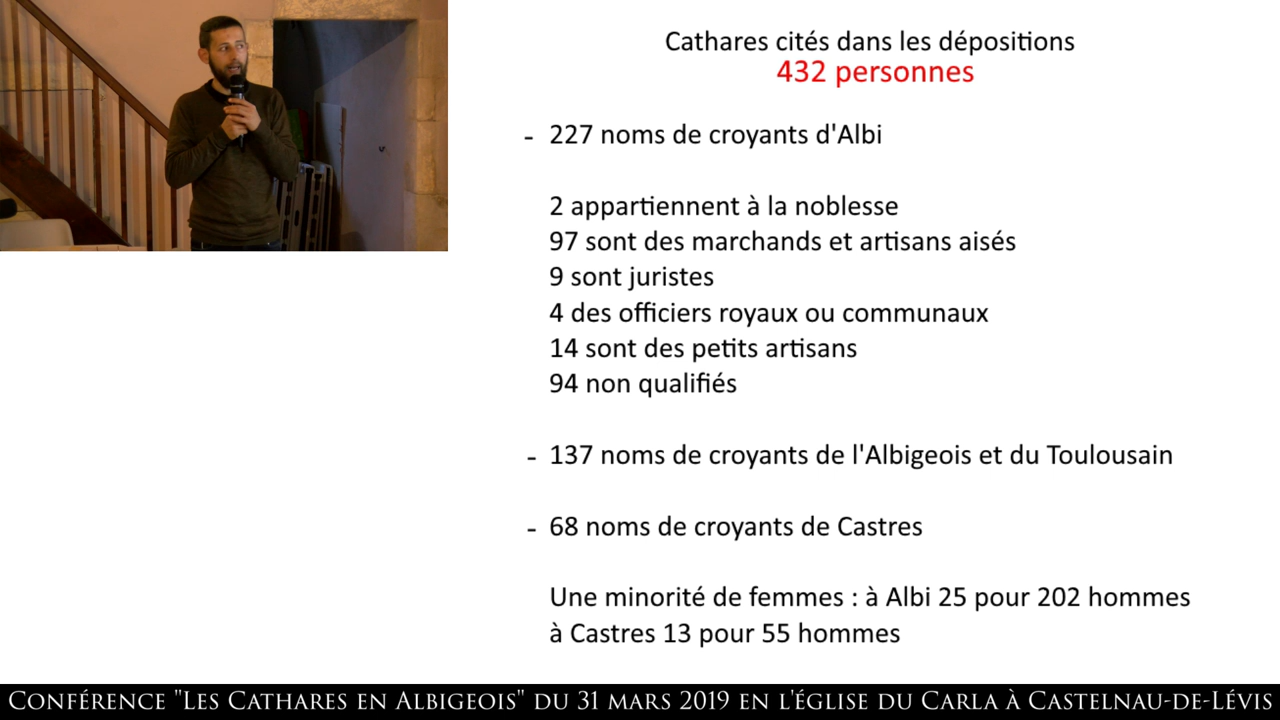 Cathares cités dans les dépositions
432 personnes
- 227 noms de croyants d'Albi
2 appartiennent à la noblesse
97 sont des marchands et artisans aisés
9 sont juristes
4 des officiers royaux ou communaux
14 sont des petits artisans
94 non qualifiés
- 137 noms de croyants de l'Albigeois et du Toulousain
- 68 noms de croyants de Castres
Une minorité de femmes : à Albi 25 pour 202 hommes
à Castres 13 pour 55 hommes
Conférence "Les Cathares en Albigeois" du 31 mars 2019 en l'église du Carla à Castelnau-de-Lévis